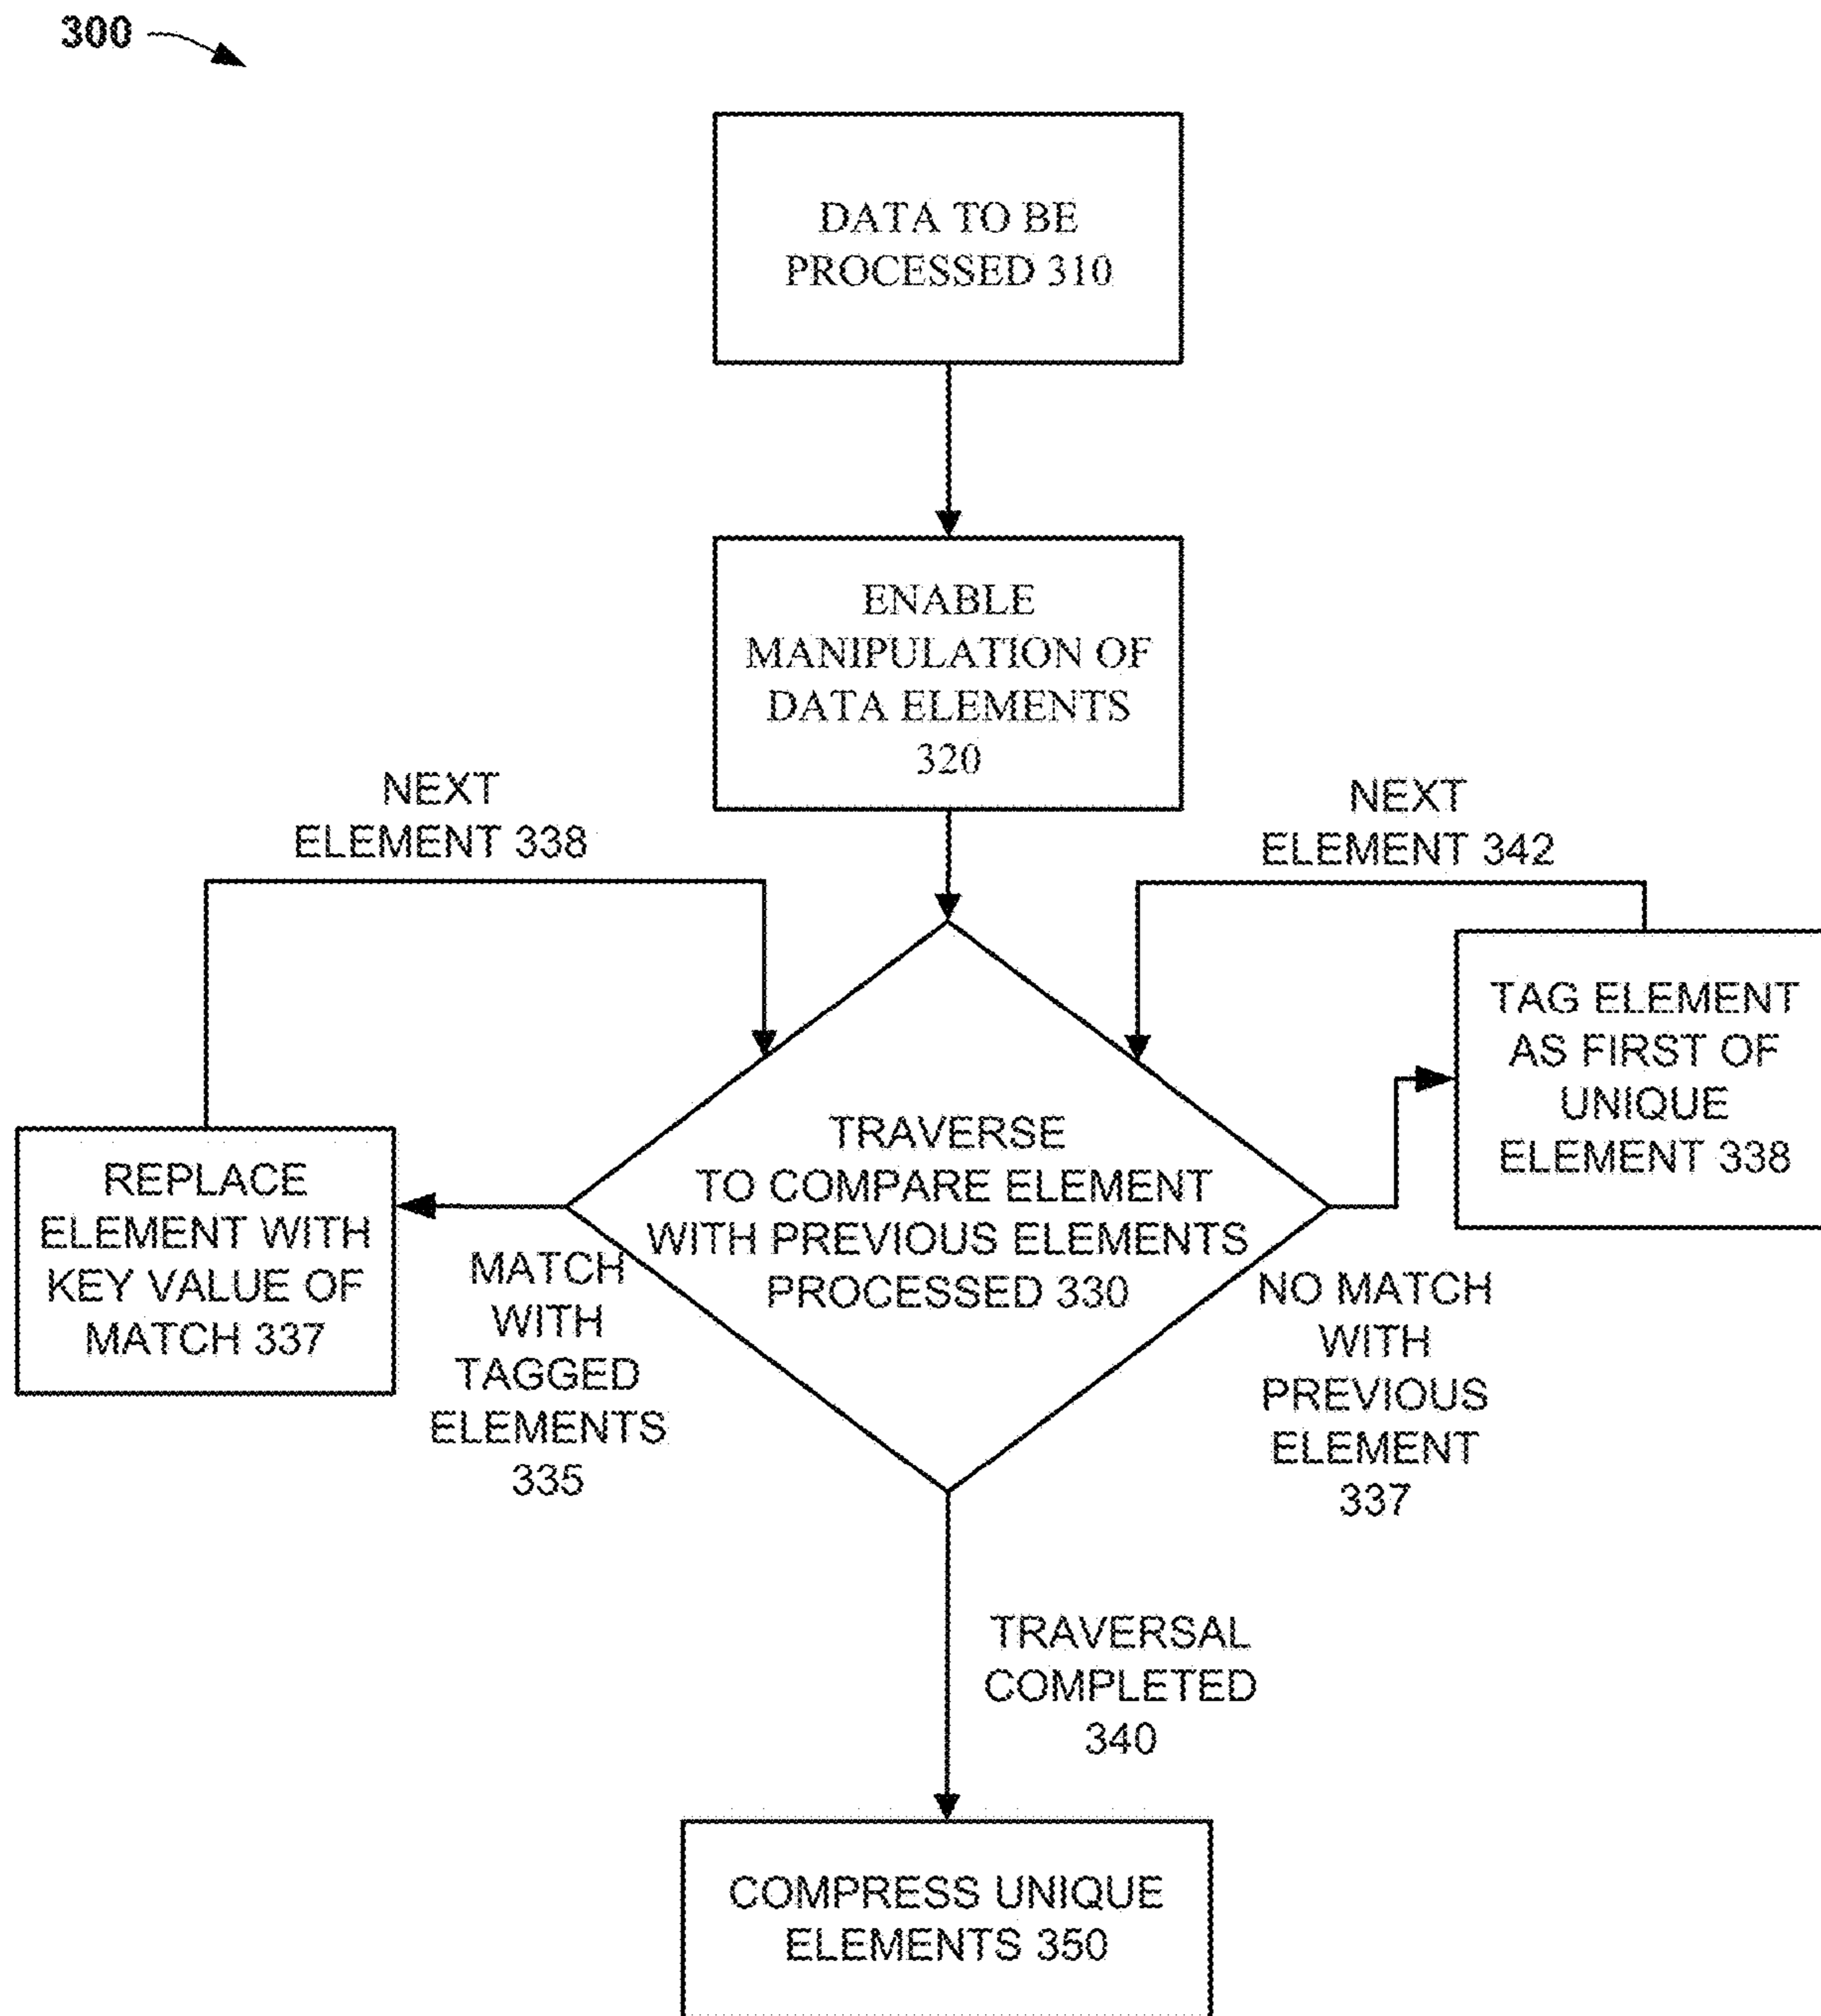 300
DATA TO BE
PROCESSED 310
ENABLE
MANIPULATION OF
DATA ELEMENTS
320
NEXT
ELEMENT 338
NEXT
ELEMENT 342
TAG ELEMENT
AS FIRST OF
UNIQUE
ELEMENT 338
TRAVERSE
TO COMPARE ELEMENT
WITH PREVIOUS ELEMENTS
PROCESSED 330
REPLACE
ELEMENT WITH
KEY VALUE OF
MATCH 337
MATCH
WITH
TAGGED
ELEMENTS
335
NO MATCH
WITH
PREVIOUS
ELEMENT
337
TRAVERSAL
COMPLETED
340
COMPRESS UNIQUE
ELEMENTS 350